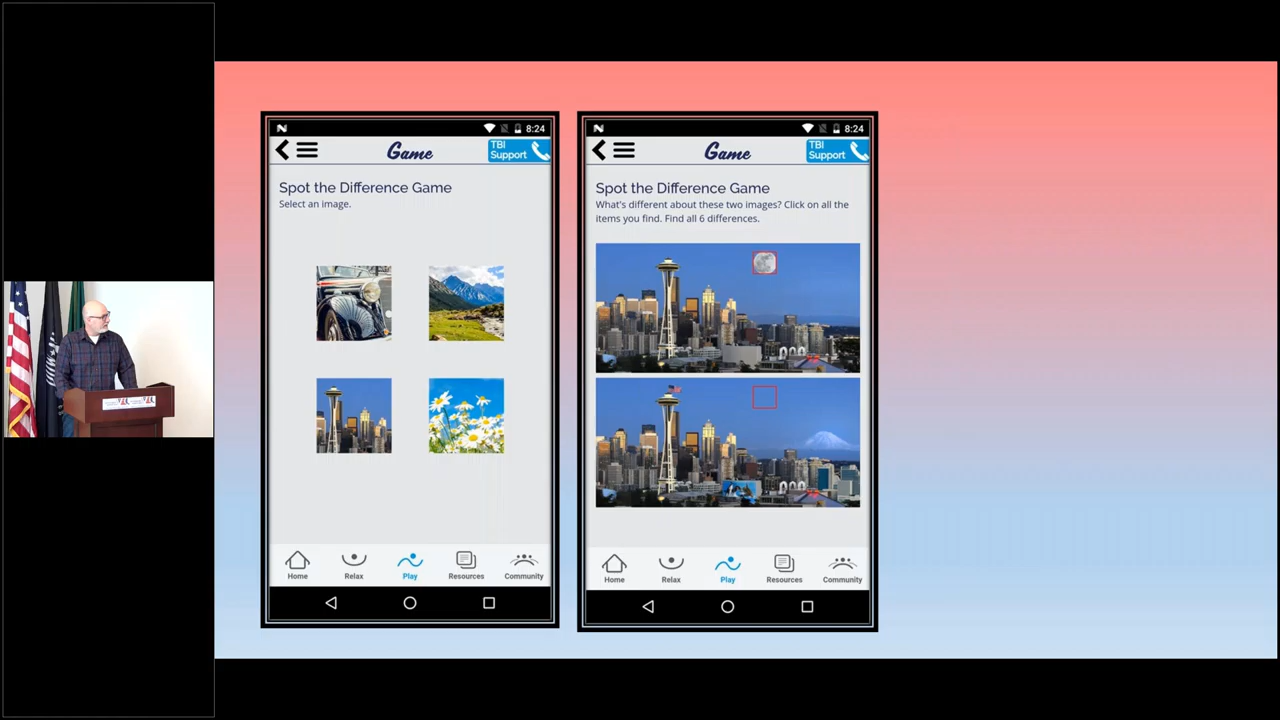 8:24
Game
TBI
Support
Spot the Difference Game
Select an image.
Home
Relax
Play
Resources
Community
8:24
Game
TBI
Support
Spot the Difference Game
What's different about these two images? Click on all the
items you find. Find all 6 differences.
Home
Relax
Play
Resources
Community